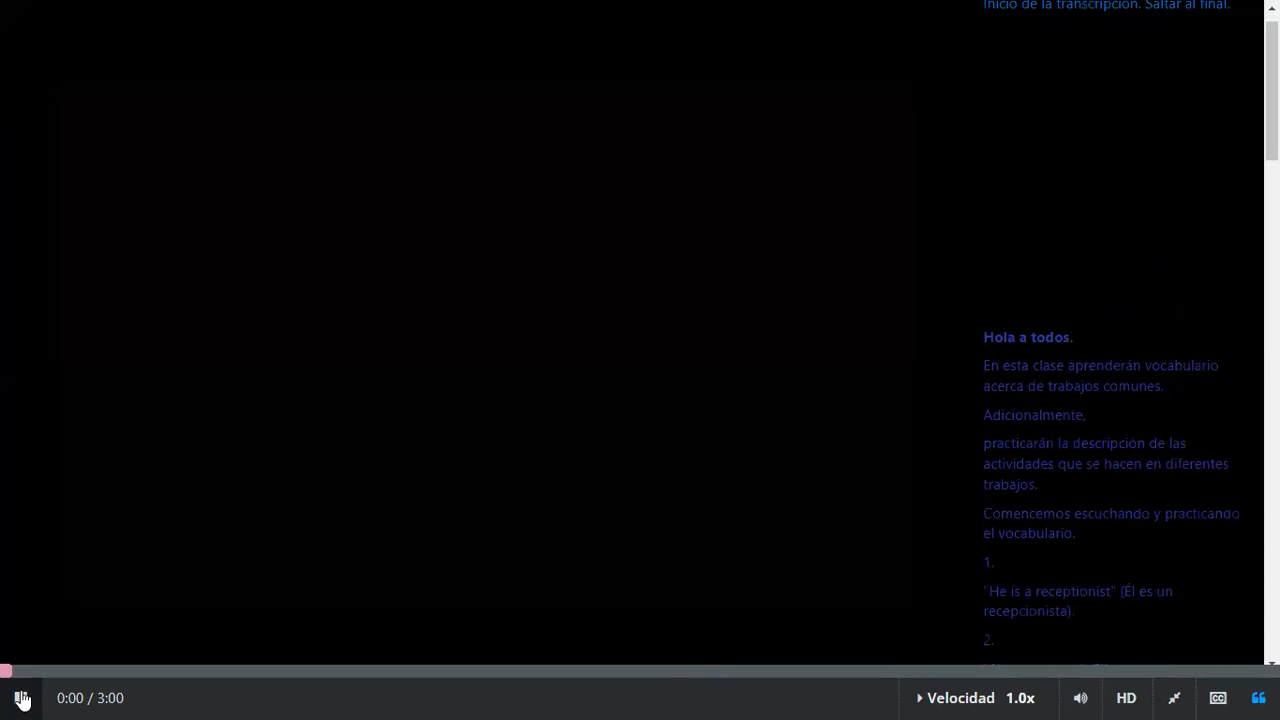 Inicio de la transcripción. Saltar al final.
Hola a todos.
En esta clase aprenderán vocabulario
acerca de trabajos comunes.
Adicionalmente,
practicarán la descripción de las
actividades que se hacen en diferentes
trabajos.
Comencemos escuchando y practicando
el vocabulario.
1.
"He is a receptionist" (Él es un
recepcionista).
2.
0:00 / 3:00
Velocidad 1.0x
HD
CC